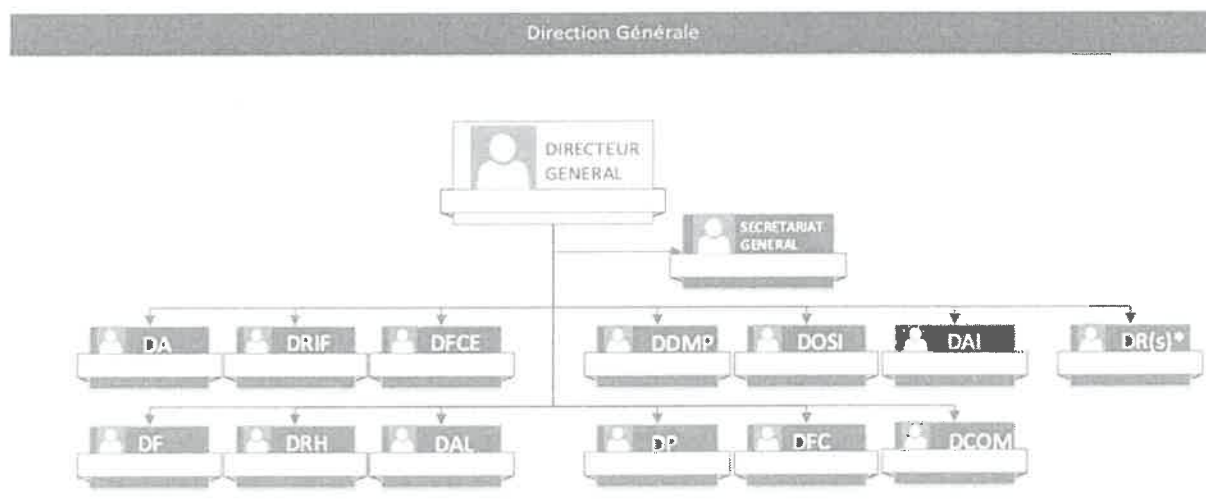 Direction Générale
DIRECTEUR
GENERAL
SECRETARIAT
GENERAL
DA
DRIF
DFCE
DDMP
DOSI
DAI
DR(s)*
DF
DRH
DAL
DP
DFC
DCOM